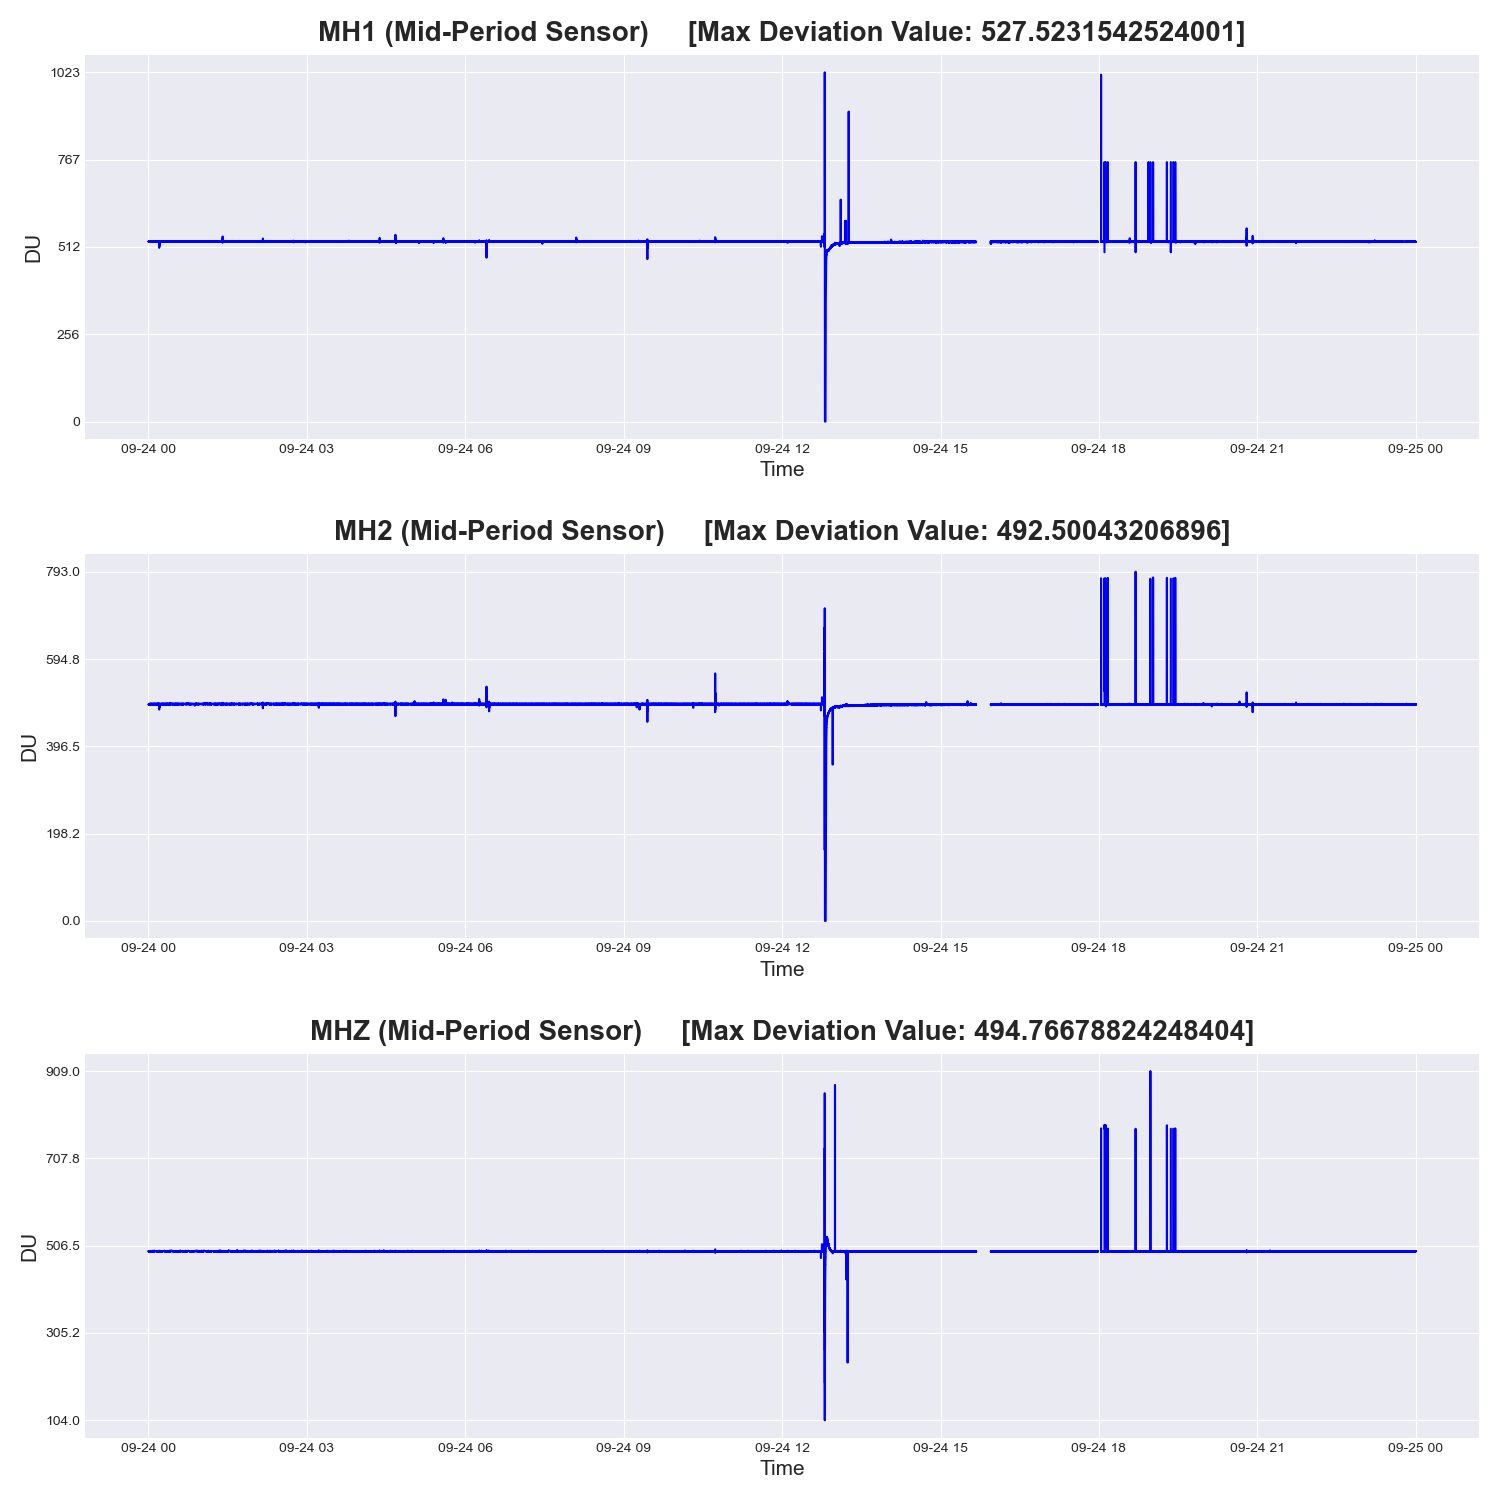 MH1 (Mid-Period Sensor) [Max Deviation Value: 527.5231542524001]
1023
767
512
256
0
DU
09-24 00 09-24 03 09-24 06 09-24 09 09-24 12 09-24 15 09-24 18 09-24 21 09-25 00
Time
MH2 (Mid-Period Sensor) [Max Deviation Value: 492.50043206896]
793.0
594.8
396.5
198.2
0.0
DU
09-24 00 09-24 03 09-24 06 09-24 09 09-24 12 09-24 15 09-24 18 09-24 21 09-25 00
Time
MHZ (Mid-Period Sensor) [Max Deviation Value: 494.76678824248404]
909.0
707.8
506.5
305.2
104.0
DU
09-24 00 09-24 03 09-24 06 09-24 09 09-24 12 09-24 15 09-24 18 09-24 21 09-25 00
Time